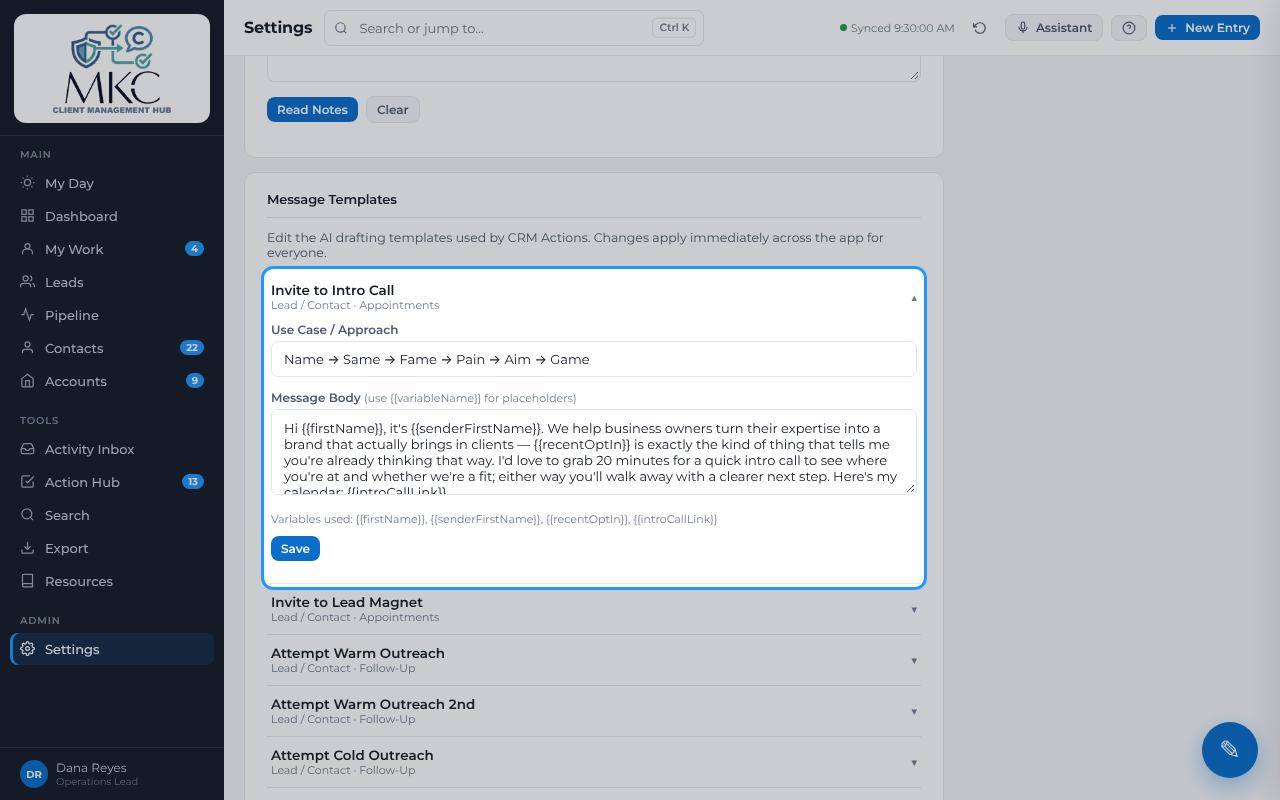 MKC
CLIENT MANAGEMENT HUB
MAIN
My Day
Dashboard
My Work 4
Leads
Pipeline
Contacts 22
Accounts 9
TOOLS
Activity Inbox
Action Hub 13
Search
Export
Resources
ADMIN
Settings
DR Dana Reyes
Operations Lead
Settings
Search or jump to... Ctrl K
Synced 9:30:00 AM
Assistant
+ New Entry
Read Notes
Clear
Message Templates
Edit the AI drafting templates used by CRM Actions. Changes apply immediately across the app for
everyone.
Invite to Intro Call
Lead / Contact · Appointments
Use Case / Approach
Name → Same → Fame → Pain → Aim → Game
Message Body (use {{variableName}} for placeholders)
Hi {{firstName}}, it's {{senderFirstName}}. We help business owners turn their expertise into a
brand that actually brings in clients — {{recentOptIn}} is exactly the kind of thing that tells me
you're already thinking that way. I'd love to grab 20 minutes for a quick intro call to see where
you're at and whether we're a fit; either way you'll walk away with a clearer next step. Here's my
calendar: {{introCallLink}}
Variables used: {{firstName}}, {{senderFirstName}}, {{recentOptIn}}, {{introCallLink}}
Save
Invite to Lead Magnet
Lead / Contact · Appointments
Attempt Warm Outreach
Lead / Contact · Follow-Up
Attempt Warm Outreach 2nd
Lead / Contact · Follow-Up
Attempt Cold Outreach
Lead / Contact · Follow-Up